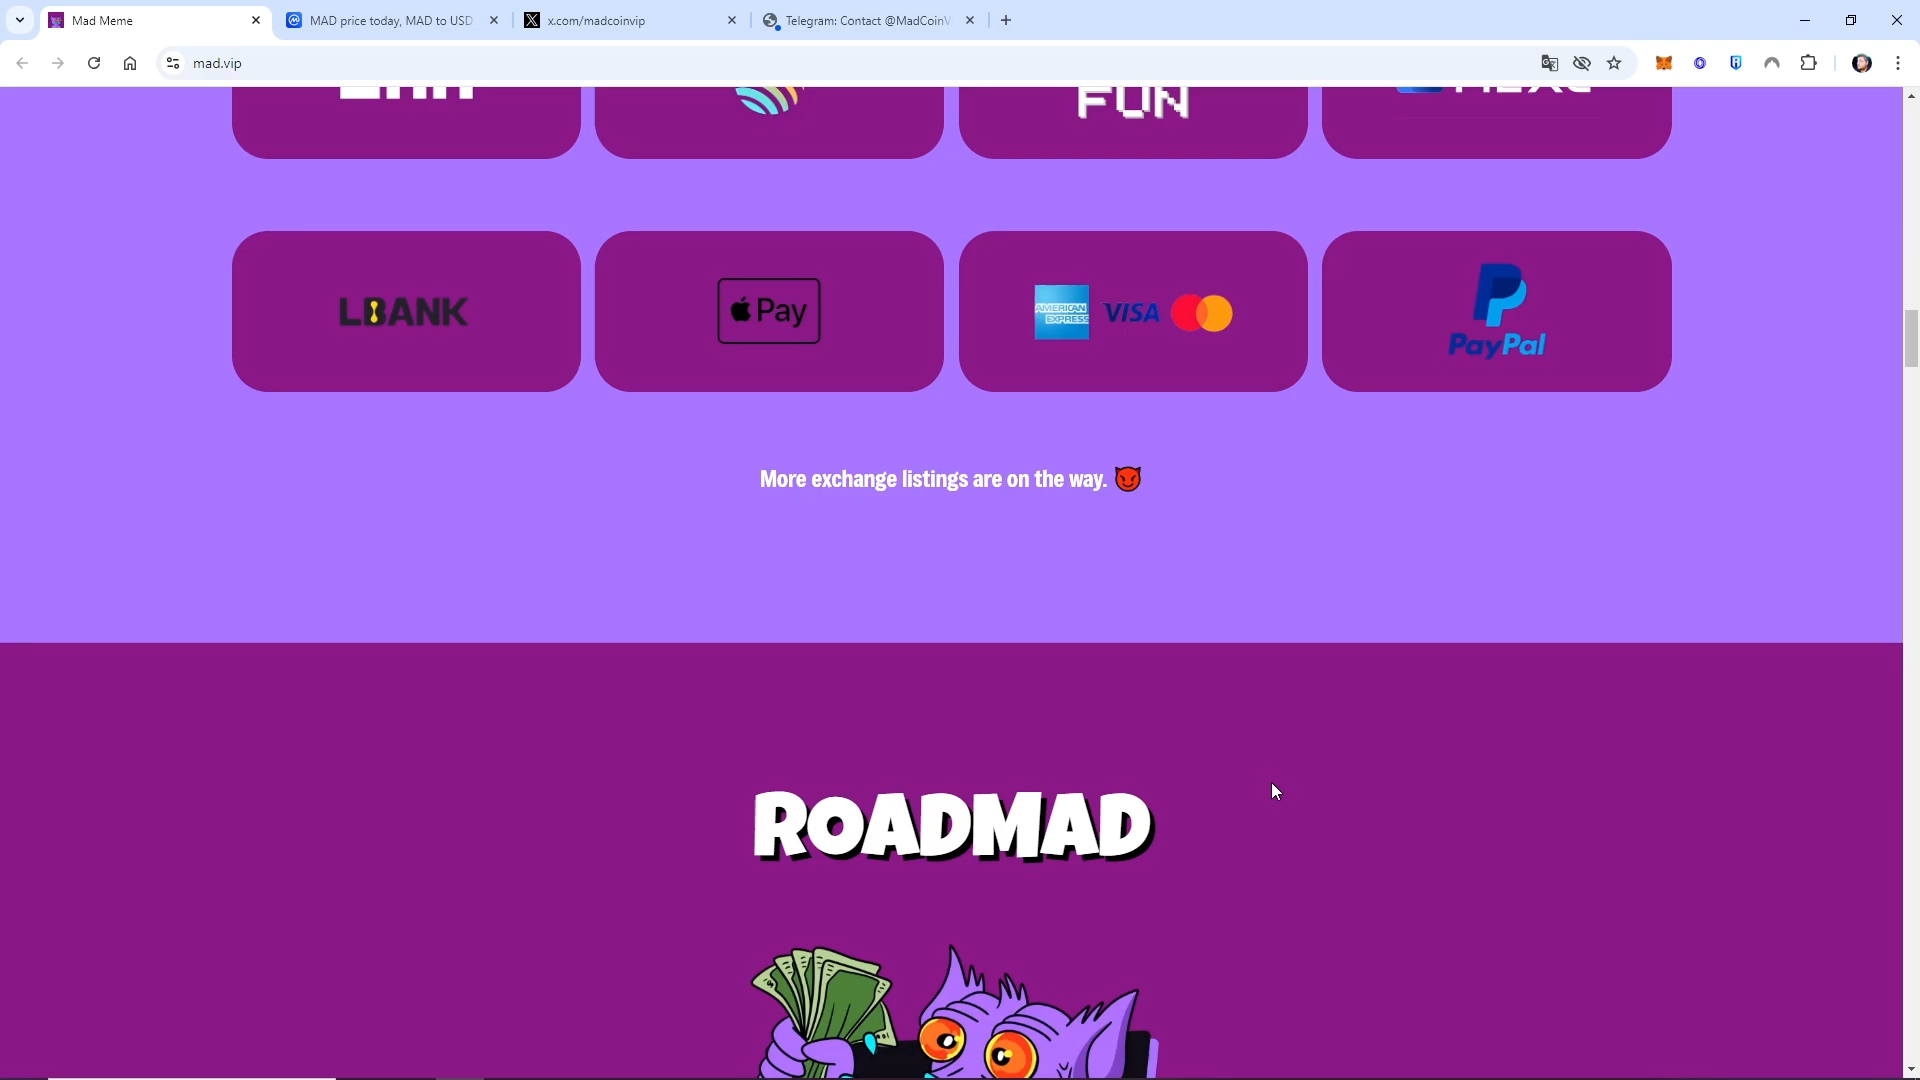 Mad Meme
MAD price today, MAD to USD
x.com/madcoinvip
Telegram: Contact @MadCoinV
mad.vip
FUN
LBANK
Pay
AMERICAN EXPRESS
VISA
PayPal
More exchange listings are on the way. 😈
ROADMAD